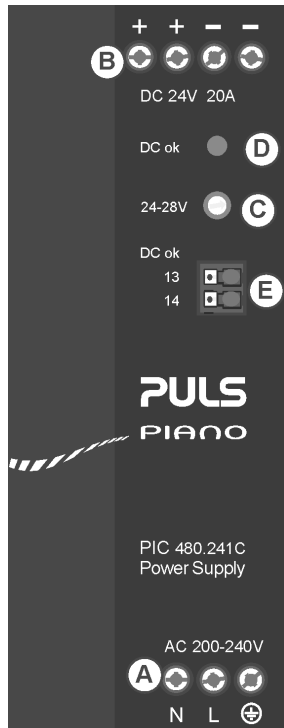 + + − −
B
DC 24V 20A
DC ok
D
24-28V
C
DC ok
13
E
14
PULS
PIANO
PIC 480.241C
Power Supply
AC 200-240V
A
N L